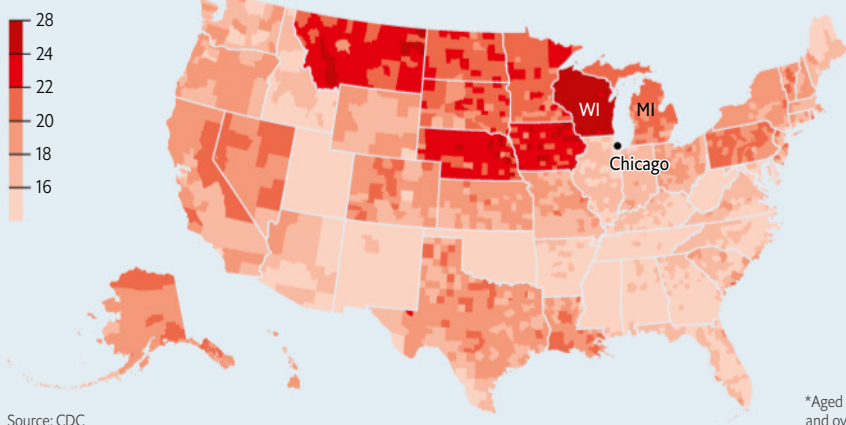 28
24
22
20
18
16
WI
MI
Chicago
*Aged
and ov
Source: CDC